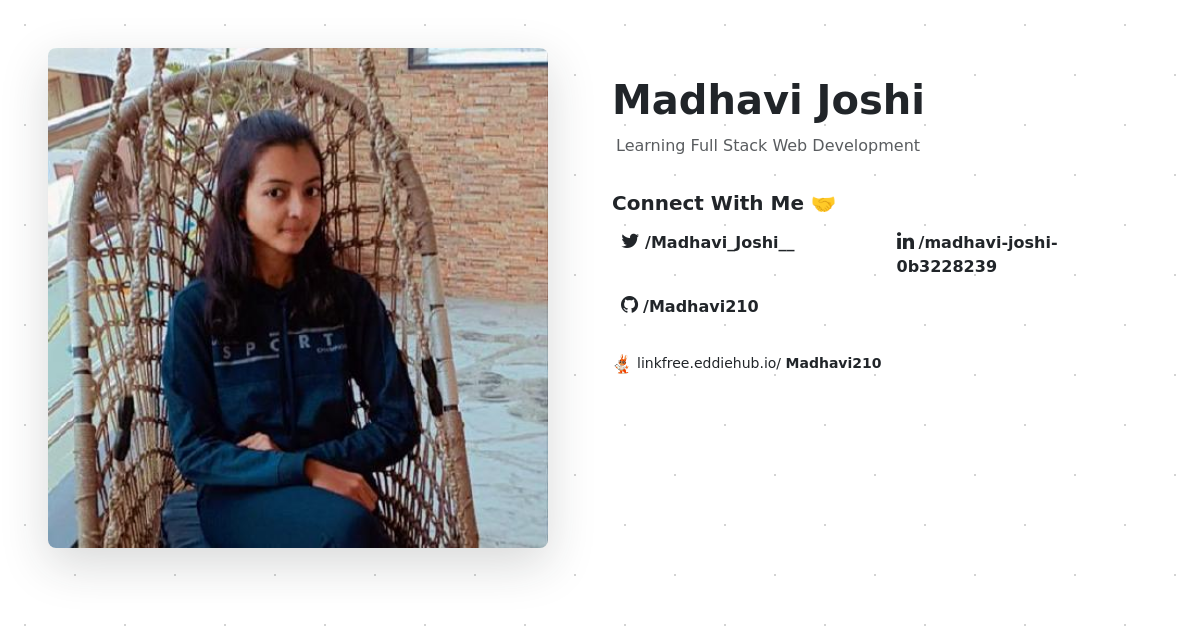 Madhavi Joshi
Learning Full Stack Web Development
Connect With Me 🤝
/Madhavi_Joshi__
/madhavi-joshi-
0b3228239
/Madhavi210
linkfree.eddiehub.io/ Madhavi210
SPORT